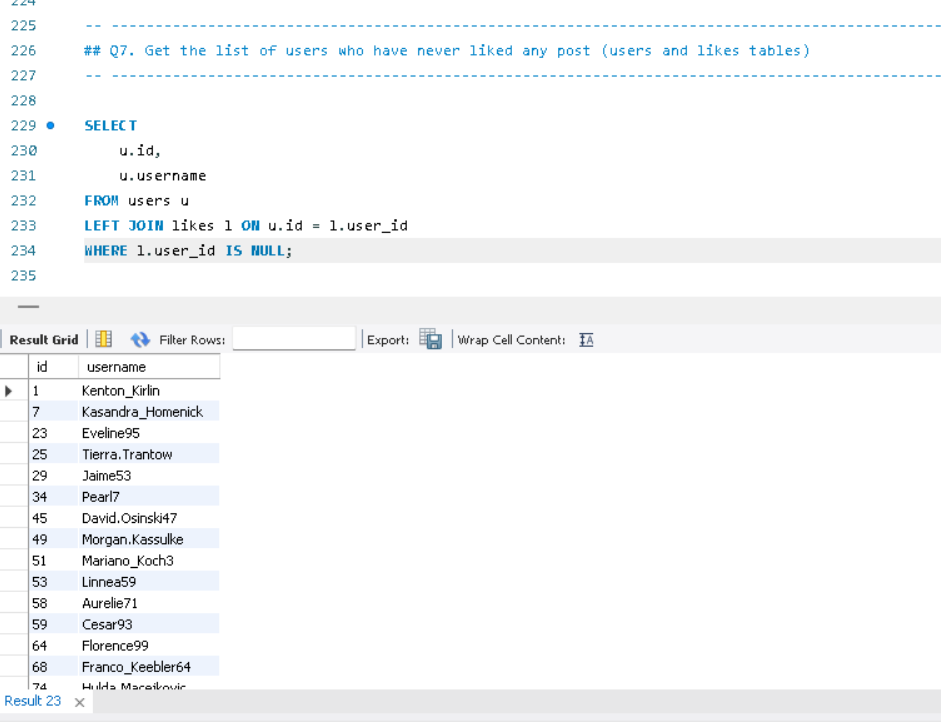 224
225 -- ----------------------------------------------------------------------------------------------
226 ## Q7. Get the list of users who have never liked any post (users and likes tables)
227 -- ----------------------------------------------------------------------------------------------
228
229 SELECT
230 u.id,
231 u.username
232 FROM users u
233 LEFT JOIN likes l ON u.id = l.user_id
234 WHERE l.user_id IS NULL;
235
Result Grid Filter Rows: Export: Wrap Cell Content: IA
id username
1 Kenton_Kirlin
7 Kasandra_Homenick
23 Eveline95
25 Tierra.Trantow
29 Jaime53
34 Pearl7
45 David.Osinski47
49 Morgan.Kassulke
51 Mariano_Koch3
53 Linnea59
58 Aurelie71
59 Cesar93
64 Florence99
68 Franco_Keebler64
74 Hulda.Macejkovic
Result 23 ×